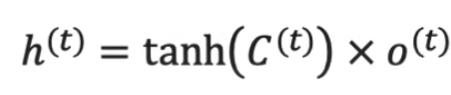 h^(t) = tanh(C^(t)) × o^(t)